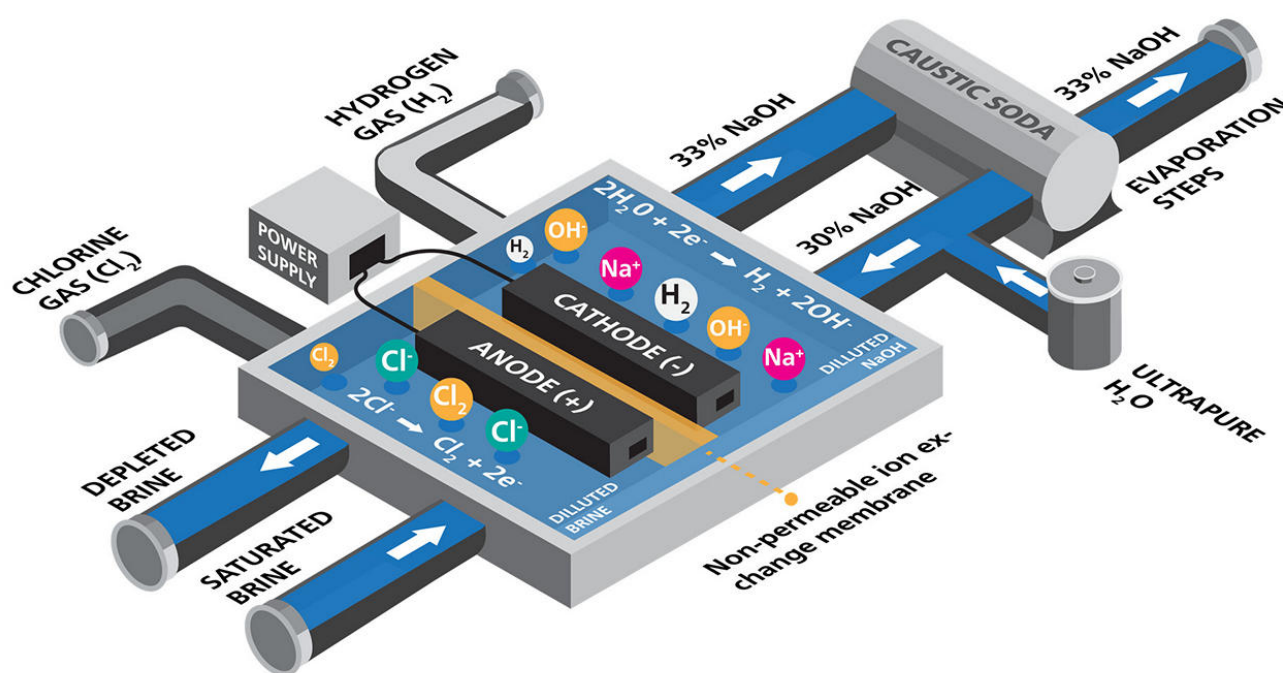 HYDROGEN
GAS (H₂)
CHLORINE
GAS (Cl₂)
POWER
SUPPLY
33% NaOH
CAUSTIC SODA
33% NaOH
EVAPORATION
STEPS
30% NaOH
ULTRAPURE
H₂O
2H₂O + 2e⁻ → H₂ + 2OH⁻
H₂
OH⁻
Na⁺
H₂
OH⁻
Na⁺
CATHODE (-)
DILLUTED
NaOH
ANODE (+)
Cl₂
Cl⁻
Cl₂
Cl⁻
2Cl⁻ → Cl₂ + 2e⁻
DILLUTED
BRINE
DEPLETED
BRINE
SATURATED
BRINE
Non-permeable ion ex-
change membrane